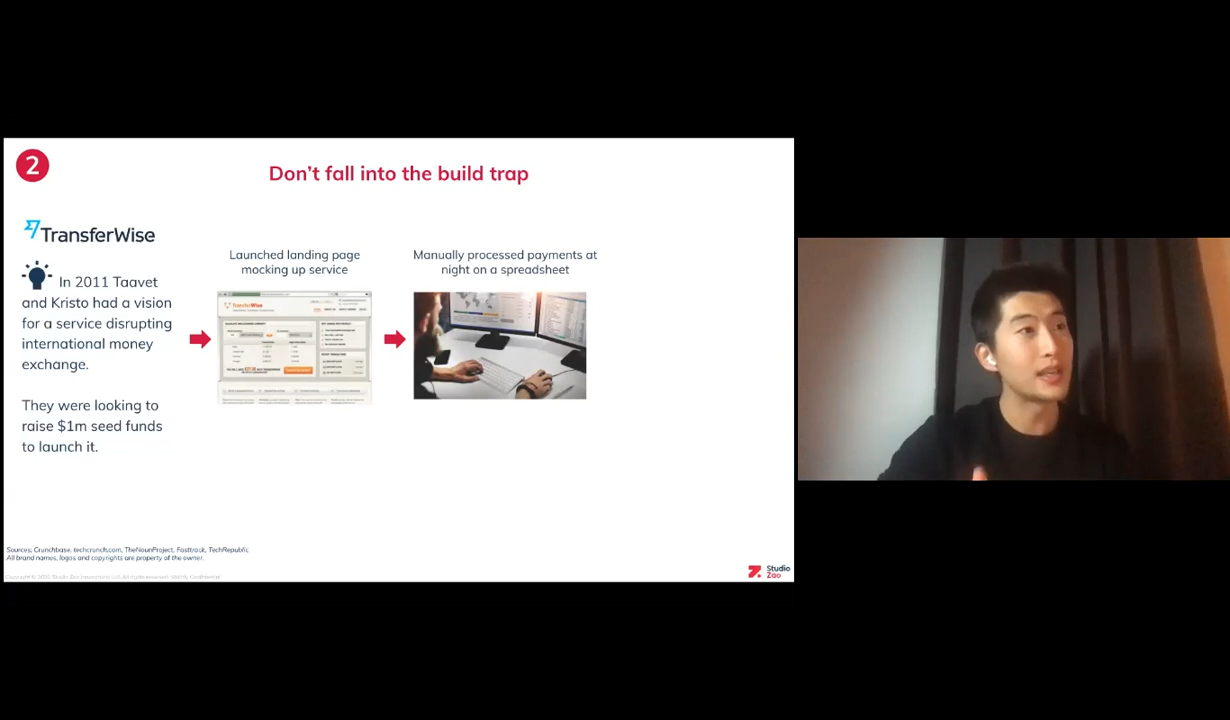 2
Don't fall into the build trap
TransferWise
In 2011 Taavet
and Kristo had a vision
for a service disrupting
international money
exchange.
They were looking to
raise $1m seed funds
to launch it.
Launched landing page
mocking up service
TransferWise
Manually processed payments at
night on a spreadsheet
Sources; Crunchbase, techcrunch.com, TheNounProject, Fasttrack, TechRepublic
All brand names, logos and copyrights are property of the owner.
Studio
Zao